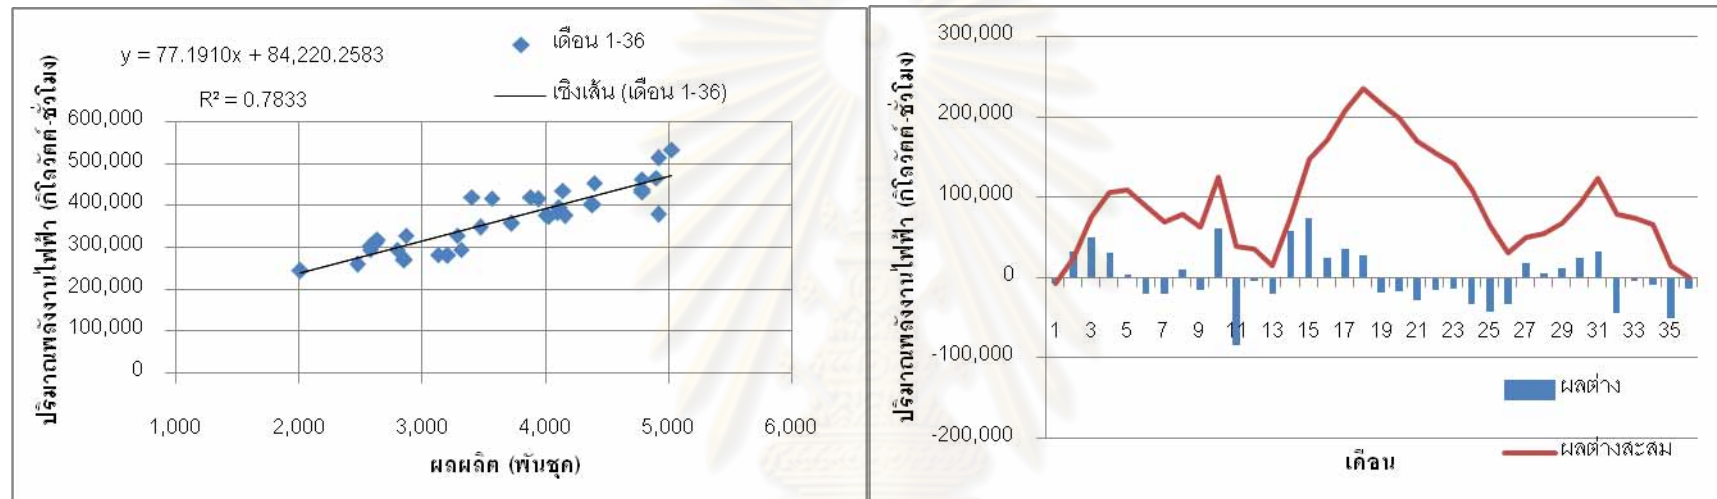 y = 77.1910x + 84,220.2583
R² = 0.7833
เดือน 1-36
เชิงเส้น (เดือน 1-36)
ปริมาณพลังงานไฟฟ้า (กิโลวัตต์-ชั่วโมง)
600,000
500,000
400,000
300,000
200,000
100,000
0
1,000 2,000 3,000 4,000 5,000 6,000
ผลผลิต (พันชุด)
ปริมาณพลังงานไฟฟ้า (กิโลวัตต์-ชั่วโมง)
300,000
200,000
100,000
0
-100,000
-200,000
1 3 5 7 9 11 13 15 17 19 21 23 25 27 29 31 33 35
ผลต่าง
ผลต่างสะสม
เดือน